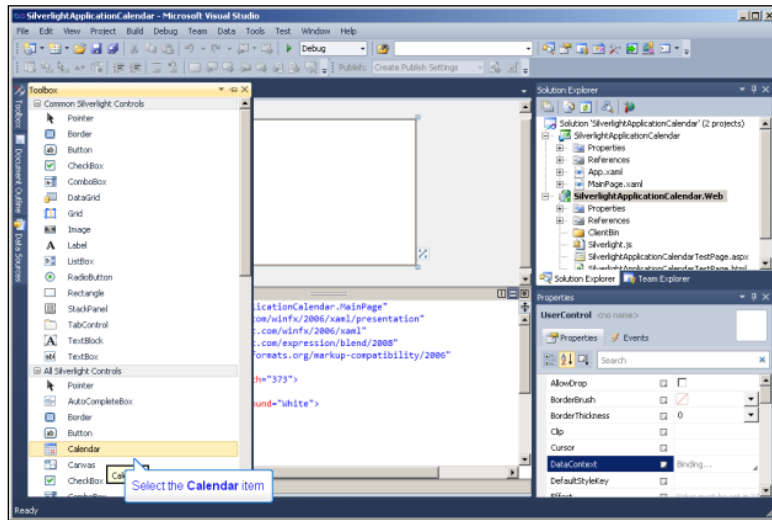 SilverlightApplicationCalendar - Microsoft Visual Studio
File Edit View Project Build Debug Team Data Tools Test Window Help
Debug
Publish: Create Publish Settings
Toolbox
Document Outline
Data Sources
Toolbox
Common Silverlight Controls
Pointer
Border
Button
CheckBox
ComboBox
DataGrid
Grid
Image
Label
ListBox
RadioButton
Rectangle
StackPanel
TabControl
TextBlock
TextBox
All Silverlight Controls
Pointer
AutoCompleteBox
Border
Button
Calendar
Canvas
CheckBox
ComboBox
Select the Calendar item
licationCalendar.MainPage"
om/winfx/2006/xaml/presentation"
t.com/winfx/2006/xaml"
t.com/expression/blend/2008"
formats.org/markup-compatibility/2006"
th="373">
ound="White">
Solution Explorer
Solution 'SilverlightApplicationCalendar' (2 projects)
SilverlightApplicationCalendar
Properties
References
App.xaml
MainPage.xaml
SilverlightApplicationCalendar.Web
Properties
References
ClientBin
Silverlight.js
SilverlightApplicationCalendarTestPage.aspx
SilverlightApplicationCalendarTestPage.html
Solution Explorer Team Explorer
Properties
UserControl <no name>
Properties Events
Search
AllowDrop
BorderBrush
BorderThickness 0
Clip
Cursor
DataContext Binding...
DefaultStyleKey
Effect
Ready